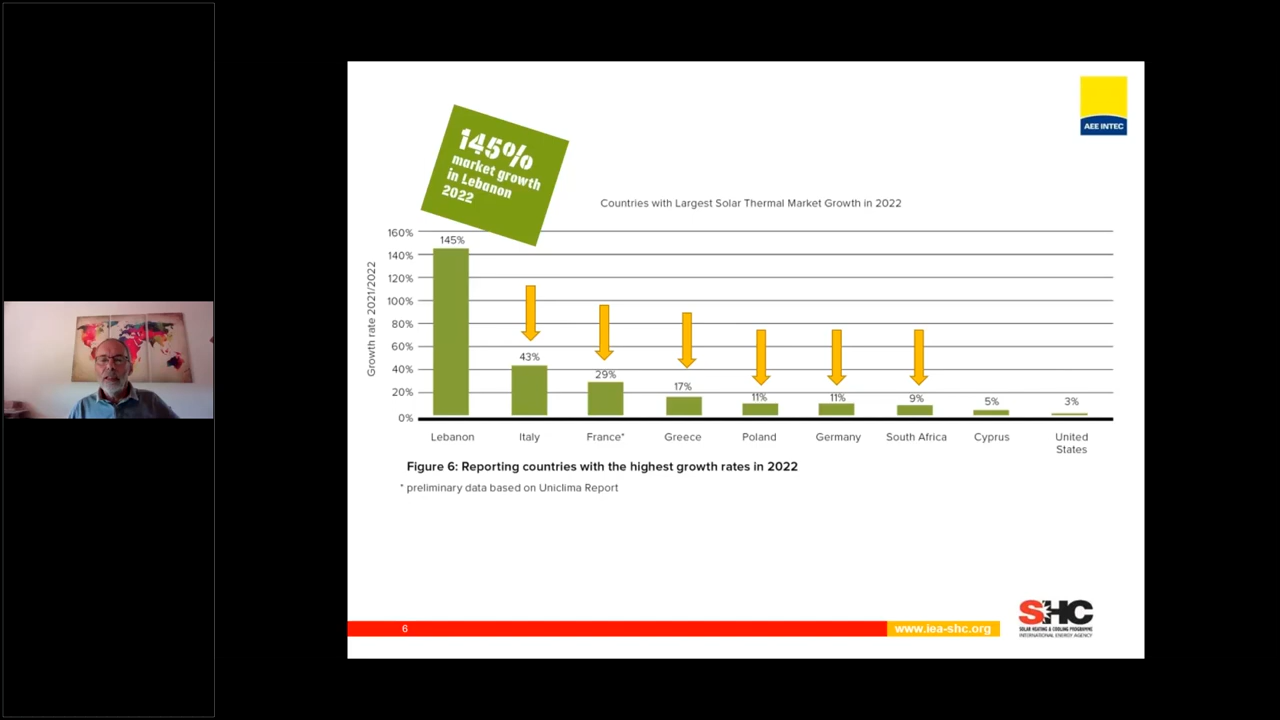 AEE INTEC
145%
market growth
in Lebanon
2022
Countries with Largest Solar Thermal Market Growth in 2022
Growth rate 2021/2022
160%
140%
120%
100%
80%
60%
40%
20%
0%
145%
43%
29%
17%
11%
11%
9%
5%
3%
Lebanon
Italy
France*
Greece
Poland
Germany
South Africa
Cyprus
United
States
Figure 6: Reporting countries with the highest growth rates in 2022
* preliminary data based on Uniclima Report
6
www.iea-shc.org
SHC
SOLAR HEATING & COOLING PROGRAMME
INTERNATIONAL ENERGY AGENCY